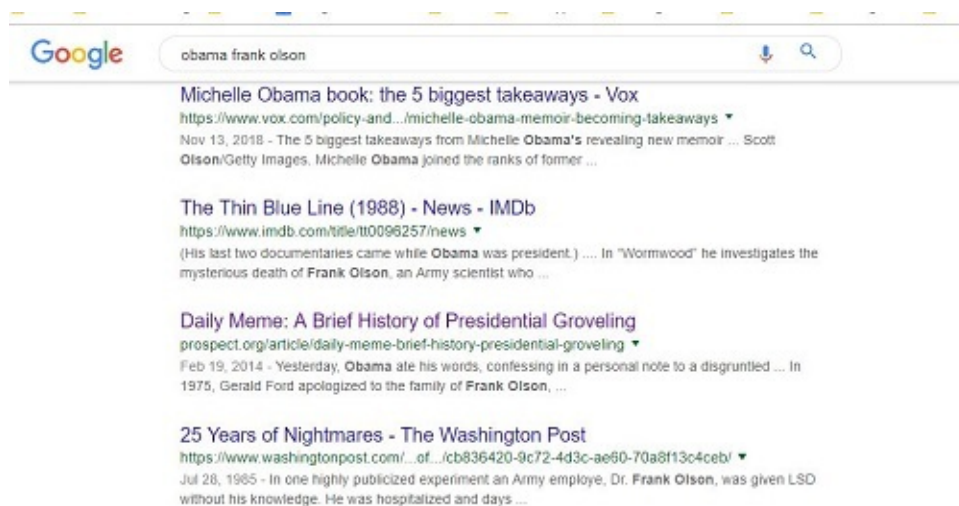 Google
obama frank olson
Michelle Obama book: the 5 biggest takeaways - Vox
https://www.vox.com/policy-and.../michelle-obama-memoir-becoming-takeaways
Nov 13, 2018 - The 5 biggest takeaways from Michelle Obama's revealing new memoir ... Scott
Olson/Getty Images. Michelle Obama joined the ranks of former ...
The Thin Blue Line (1988) - News - IMDb
https://www.imdb.com/title/tt0096257/news
(His last two documentaries came while Obama was president.) .... In "Wormwood" he investigates the
mysterious death of Frank Olson, an Army scientist who ...
Daily Meme: A Brief History of Presidential Groveling
prospect.org/article/daily-meme-brief-history-presidential-groveling
Feb 19, 2014 - Yesterday, Obama ate his words, confessing in a personal note to a disgruntled ... In
1975, Gerald Ford apologized to the family of Frank Olson, ...
25 Years of Nightmares - The Washington Post
https://www.washingtonpost.com/...of.../cb836420-9c72-4d3c-ae60-70a8f13c4ceb/
Jul 28, 1985 - In one highly publicized experiment an Army employe, Dr. Frank Olson, was given LSD
without his knowledge. He was hospitalized and days ...